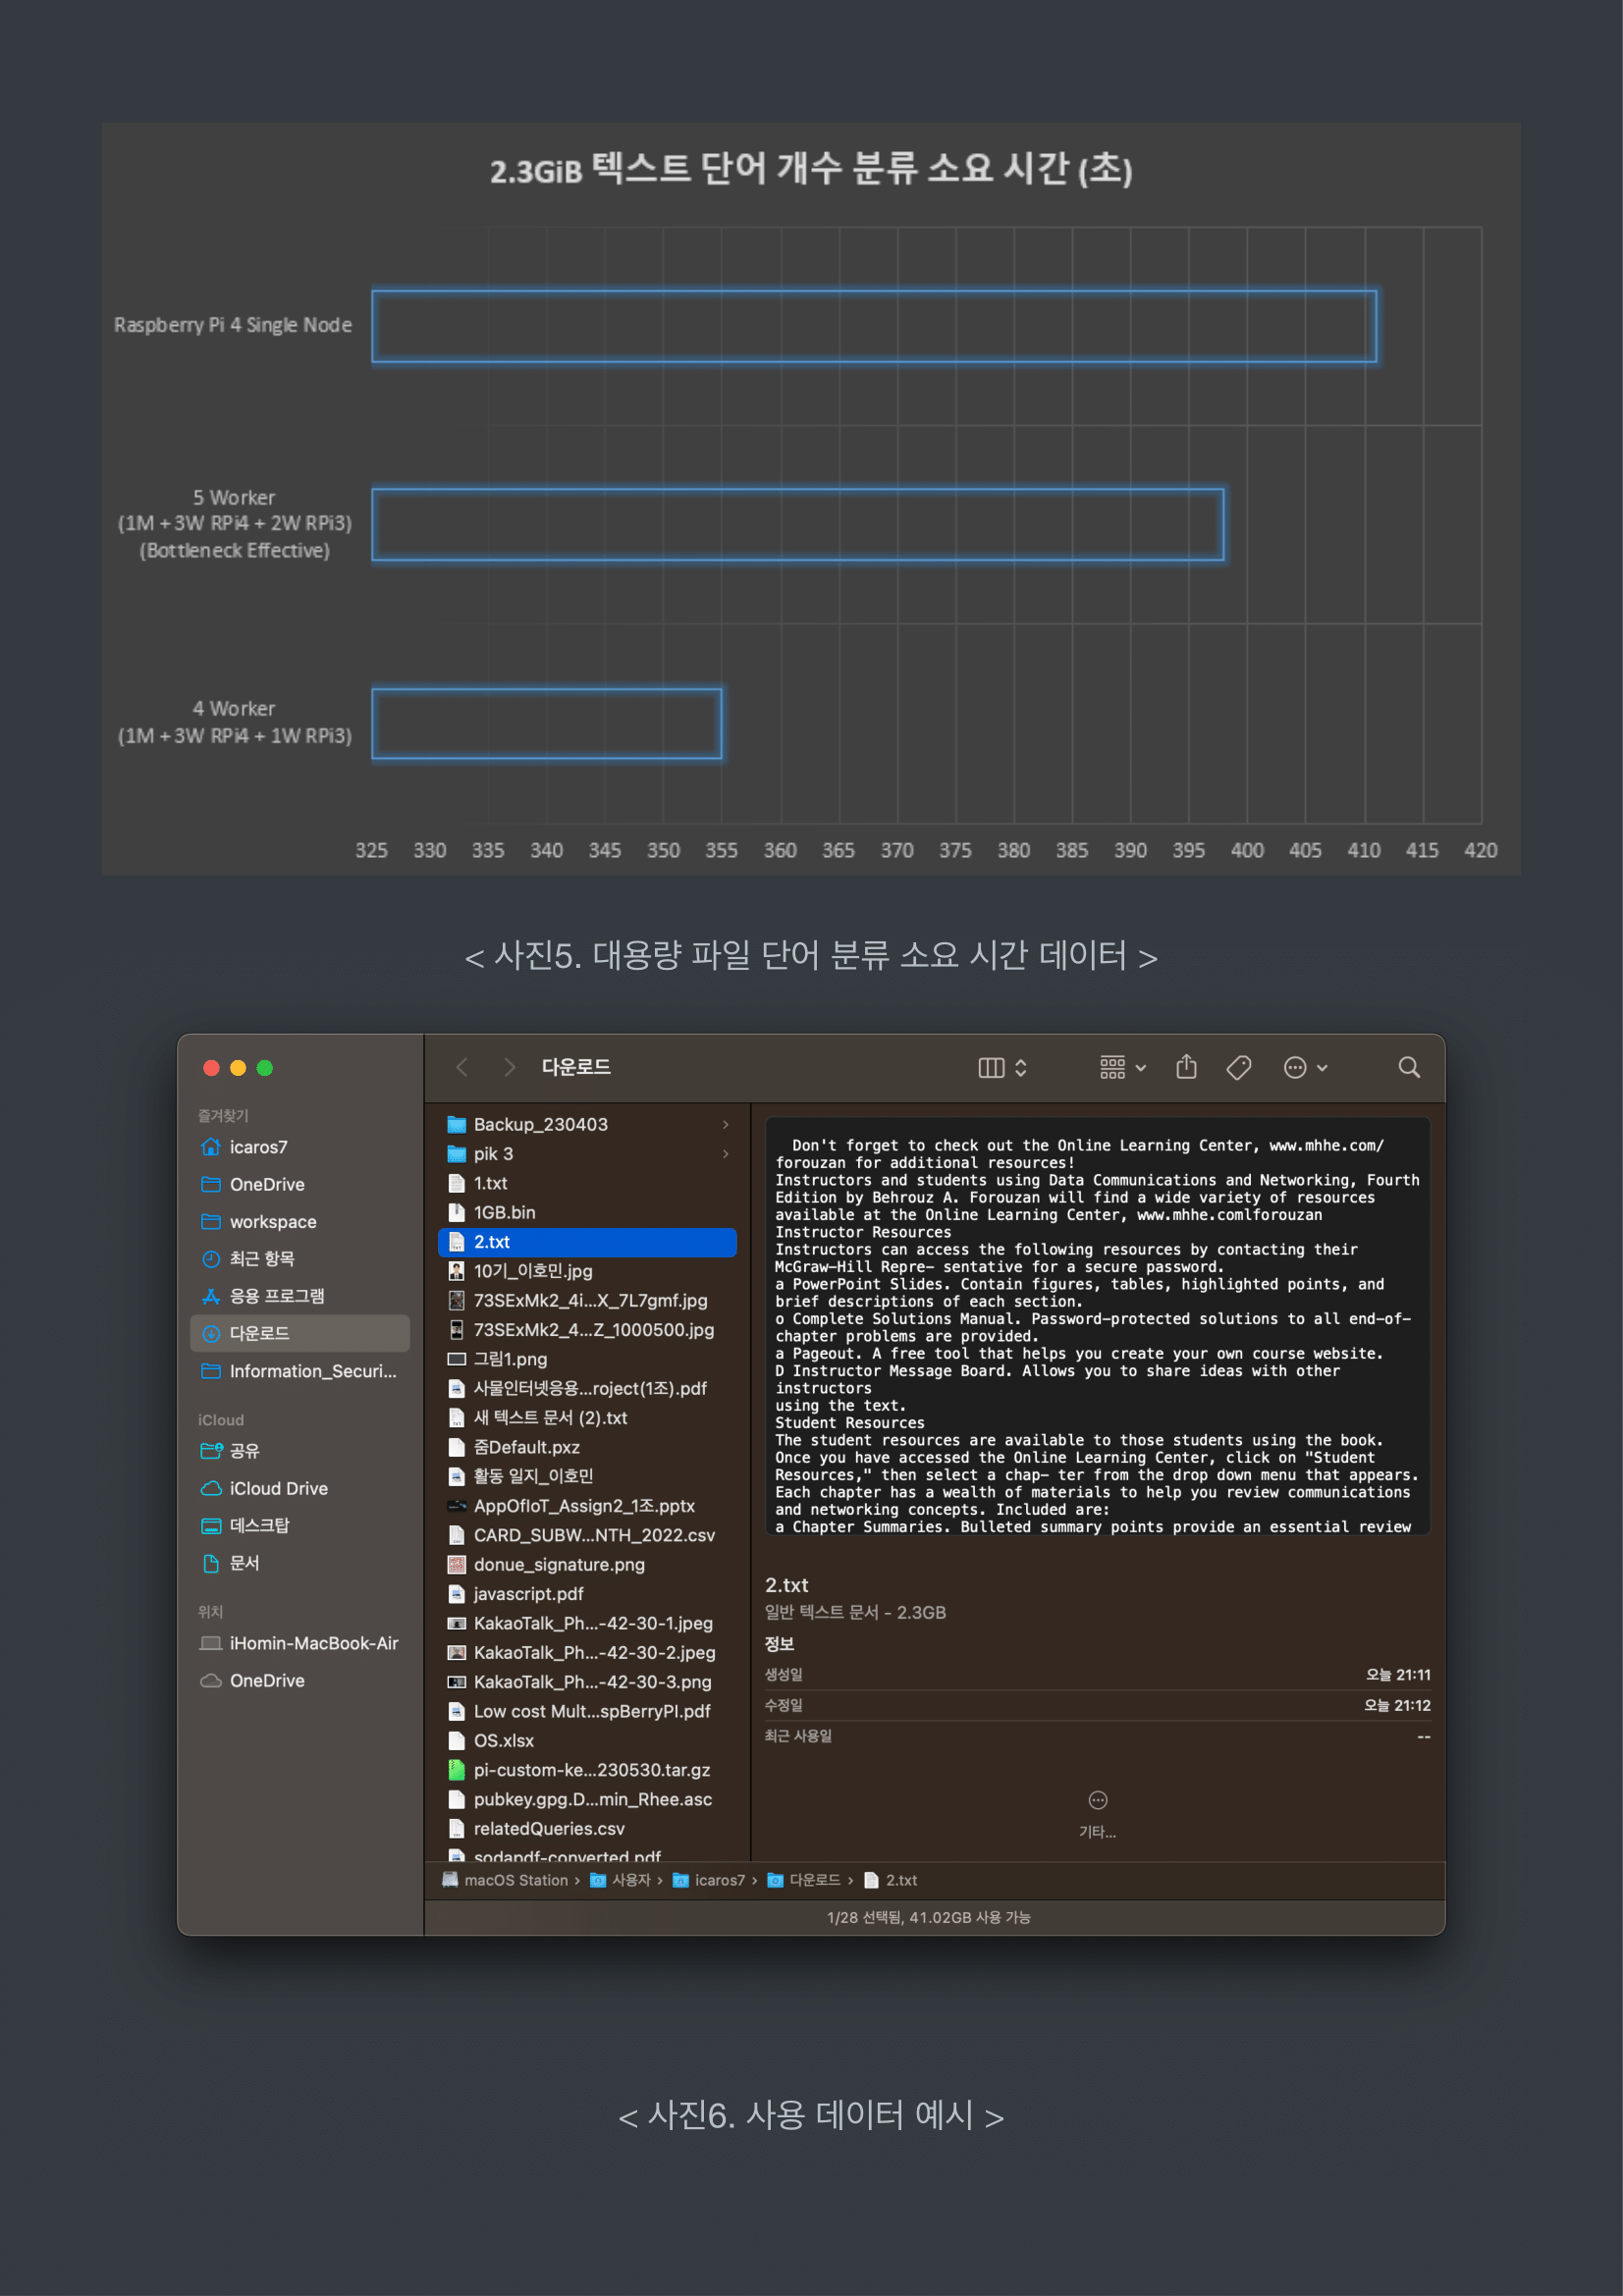 2.3GiB 텍스트 단어 개수 분류 소요 시간 (초)
Raspberry Pi 4 Single Node
5 Worker
(1M + 3W RPi4 + 2W RPi3)
(Bottleneck Effective)
4 Worker
(1M + 3W RPi4 + 1W RPi3)
325 330 335 340 345 350 355 360 365 370 375 380 385 390 395 400 405 410 415 420
< 사진5. 대용량 파일 단어 분류 소요 시간 데이터 >
다운로드
즐겨찾기
icaros7
OneDrive
workspace
최근 항목
응용 프로그램
다운로드
Information_Securi...
iCloud
공유
iCloud Drive
데스크탑
문서
위치
iHomin-MacBook-Air
OneDrive
Backup_230403
pik 3
1.txt
1GB.bin
2.txt
10기_이호민.jpg
73SExMk2_4i...X_7L7gmf.jpg
73SExMk2_4...Z_1000500.jpg
그림1.png
사물인터넷응용...roject(1조).pdf
새 텍스트 문서 (2).txt
줌Default.pxz
활동 일지_이호민
AppOfIoT_Assign2_1조.pptx
CARD_SUBW...NTH_2022.csv
donue_signature.png
javascript.pdf
KakaoTalk_Ph...-42-30-1.jpeg
KakaoTalk_Ph...-42-30-2.jpeg
KakaoTalk_Ph...-42-30-3.png
Low cost Mult...spBerryPI.pdf
OS.xlsx
pi-custom-ke...230530.tar.gz
pubkey.gpg.D...min_Rhee.asc
relatedQueries.csv
sodapdf-converted.pdf
Don't forget to check out the Online Learning Center, www.mhhe.com/
forouzan for additional resources!
Instructors and students using Data Communications and Networking, Fourth
Edition by Behrouz A. Forouzan will find a wide variety of resources
available at the Online Learning Center, www.mhhe.comlforouzan
Instructor Resources
Instructors can access the following resources by contacting their
McGraw-Hill Repre- sentative for a secure password.
a PowerPoint Slides. Contain figures, tables, highlighted points, and
brief descriptions of each section.
o Complete Solutions Manual. Password-protected solutions to all end-of-
chapter problems are provided.
a Pageout. A free tool that helps you create your own course website.
D Instructor Message Board. Allows you to share ideas with other
instructors
using the text.
Student Resources
The student resources are available to those students using the book.
Once you have accessed the Online Learning Center, click on "Student
Resources," then select a chap- ter from the drop down menu that appears.
Each chapter has a wealth of materials to help you review communications
and networking concepts. Included are:
a Chapter Summaries. Bulleted summary points provide an essential review
2.txt
일반 텍스트 문서 - 2.3GB
정보
생성일 오늘 21:11
수정일 오늘 21:12
최근 사용일 --
기타...
macOS Station › 사용자 › icaros7 › 다운로드 › 2.txt
1/28 선택됨, 41.02GB 사용 가능
< 사진6. 사용 데이터 예시 >